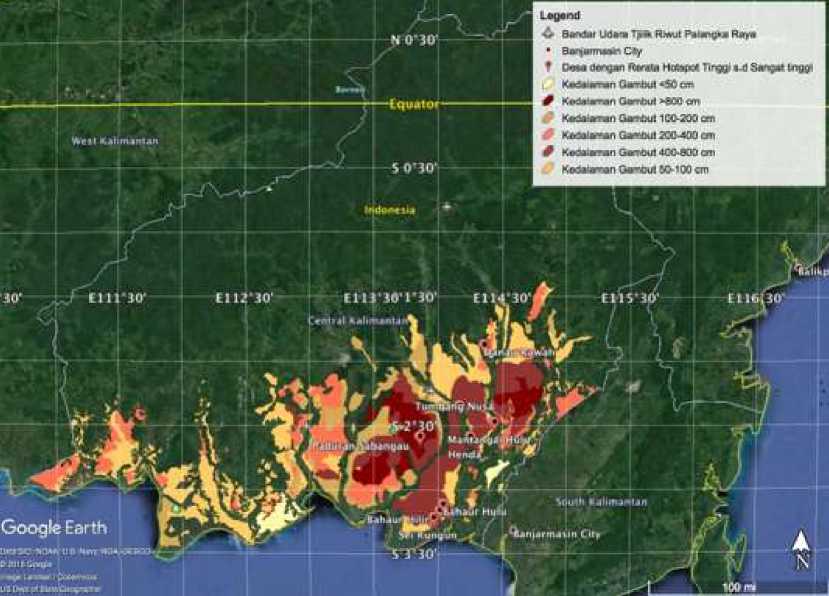 Legend
Bandar Udara Tjilik Riwut Palangka Raya
Banjarmasin City
Desa dengan Rerata Hotspot Tinggi s.d Sangat tinggi
Kedalaman Gambut <50 cm
Kedalaman Gambut >800 cm
Kedalaman Gambut 100-200 cm
Kedalaman Gambut 200-400 cm
Kedalaman Gambut 400-800 cm
Kedalaman Gambut 50-100 cm
N 0°30'
Borneo
Equator
West Kalimantan
S 0°30'
Indonesia
Balikp
30'
E111°30'
E112°30'
E113°30'
1°30'
E114°30'
E115°30'
E116°30'
Central Kalimantan
Danau Rawah
Tumbang Nusa
S 2°30'
Paduran Sabangau
Mantangai Hulu
Henda
South Kalimantan
Bahaur Hulu
Bahaur Hilir
Sei Rungun
Banjarmasin City
S 3°30'
Google Earth
Data SIO, NOAA, U.S. Navy, NGA, GEBCO
© 2018 Google
Image Landsat / Copernicus
US Dept of State Geographer
N
100 mi